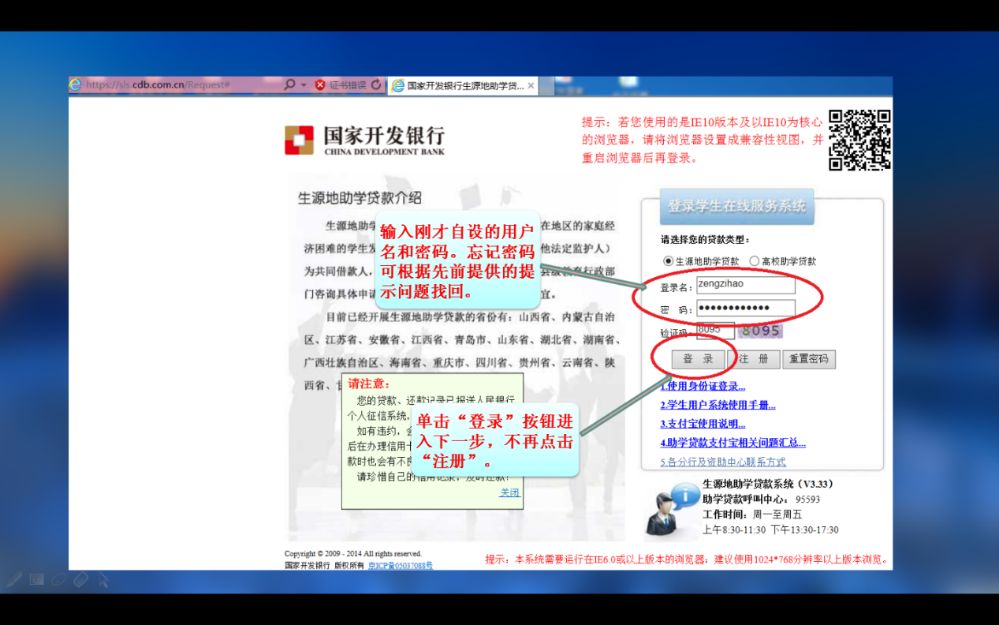 https://sls.cdb.com.cn/Request#
证书错误
国家开发银行生源地助学贷...
国家开发银行
CHINA DEVELOPMENT BANK
提示：若您使用的是IE10版本及以IE10为核心
的浏览器，请将浏览器设置成兼容性视图，并
重启浏览器后再登录。
生源地助学贷款介绍
生源地助学
在地区的家庭经
济困难的学生
他法定监护人）
为共同借款人，
县级教育行政部
门咨询具体申
宜。
目前已经开展生源地助学贷款的省份有：山西省、内蒙古自治
区、江苏省、安徽省、江西省、青岛市、山东省、湖北省、湖南省、
广西壮族自治区、海南省、重庆市、四川省、贵州省、云南省、陕
西省、
输入刚才自设的用户
名和密码。忘记密码
可根据先前提供的提
示问题找回。
请注意：
您的贷款、还款记录已报送人民银行
个人征信系统，
如有违约，
后在办理信用
款时也会有不
请珍惜自己的信用记录，及时还款！
关闭
单击“登录”按钮进
入下一步，不再点击
“注册”。
登录学生在线服务系统
请选择您的贷款类型：
生源地助学贷款 高校助学贷款
登录名： zengzihao
密 码： ••••••••••••
验证码： 8095 8095
登 录 注 册 重置密码
1.使用身份证登录...
2.学生用户系统使用手册...
3.支付宝使用说明...
4.助学贷款支付宝相关问题汇总...
5.各分行及资助中心联系方式
生源地助学贷款系统（V3.33）
助学贷款呼叫中心： 95593
工作时间： 周一至周五
上午8:30-11:30 下午13:30-17:30
Copyright © 2009 - 2014 All rights reserved.
国家开发银行 版权所有 京ICP备05037088号
提示：本系统需要运行在IE6.0或以上版本的浏览器；建议使用1024*768分辨率以上版本浏览。